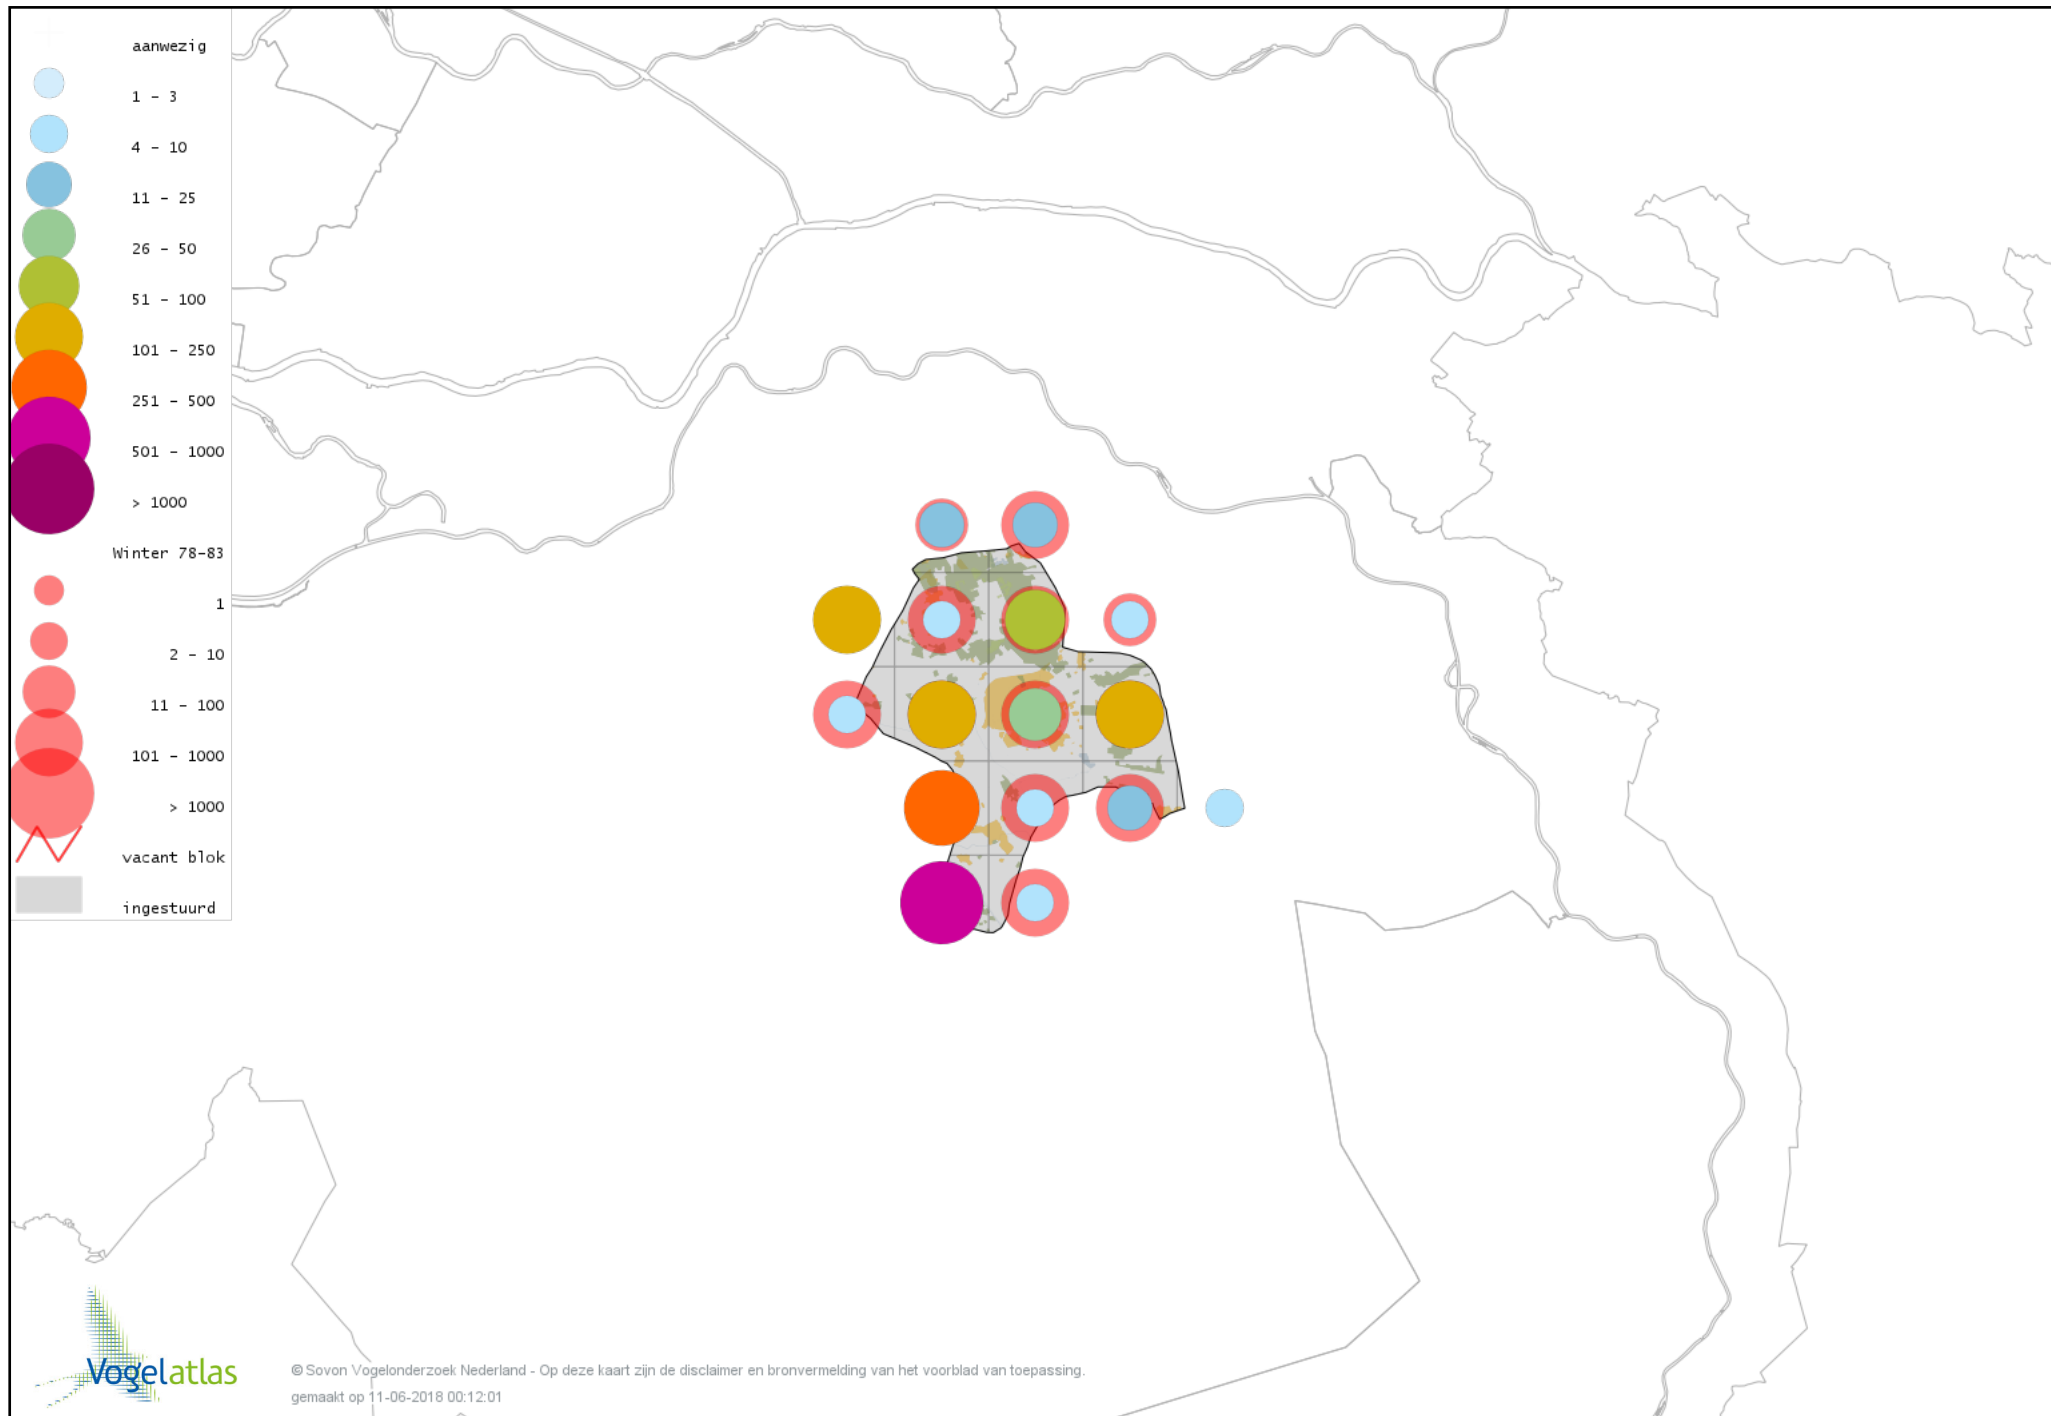 aanwezig
1 - 3
4 - 10
11 - 25
26 - 50
51 - 100
101 - 250
251 - 500
501 - 1000
> 1000
Winter 78-83
1
2 - 10
11 - 100
101 - 1000
> 1000
vacant blok
ingestuurd
Vogelatlas
© Sovon Vogelonderzoek Nederland - Op deze kaart zijn de disclaimer en bronvermelding van het voorblad van toepassing.
gemaakt op 11-06-2018 00:12:01